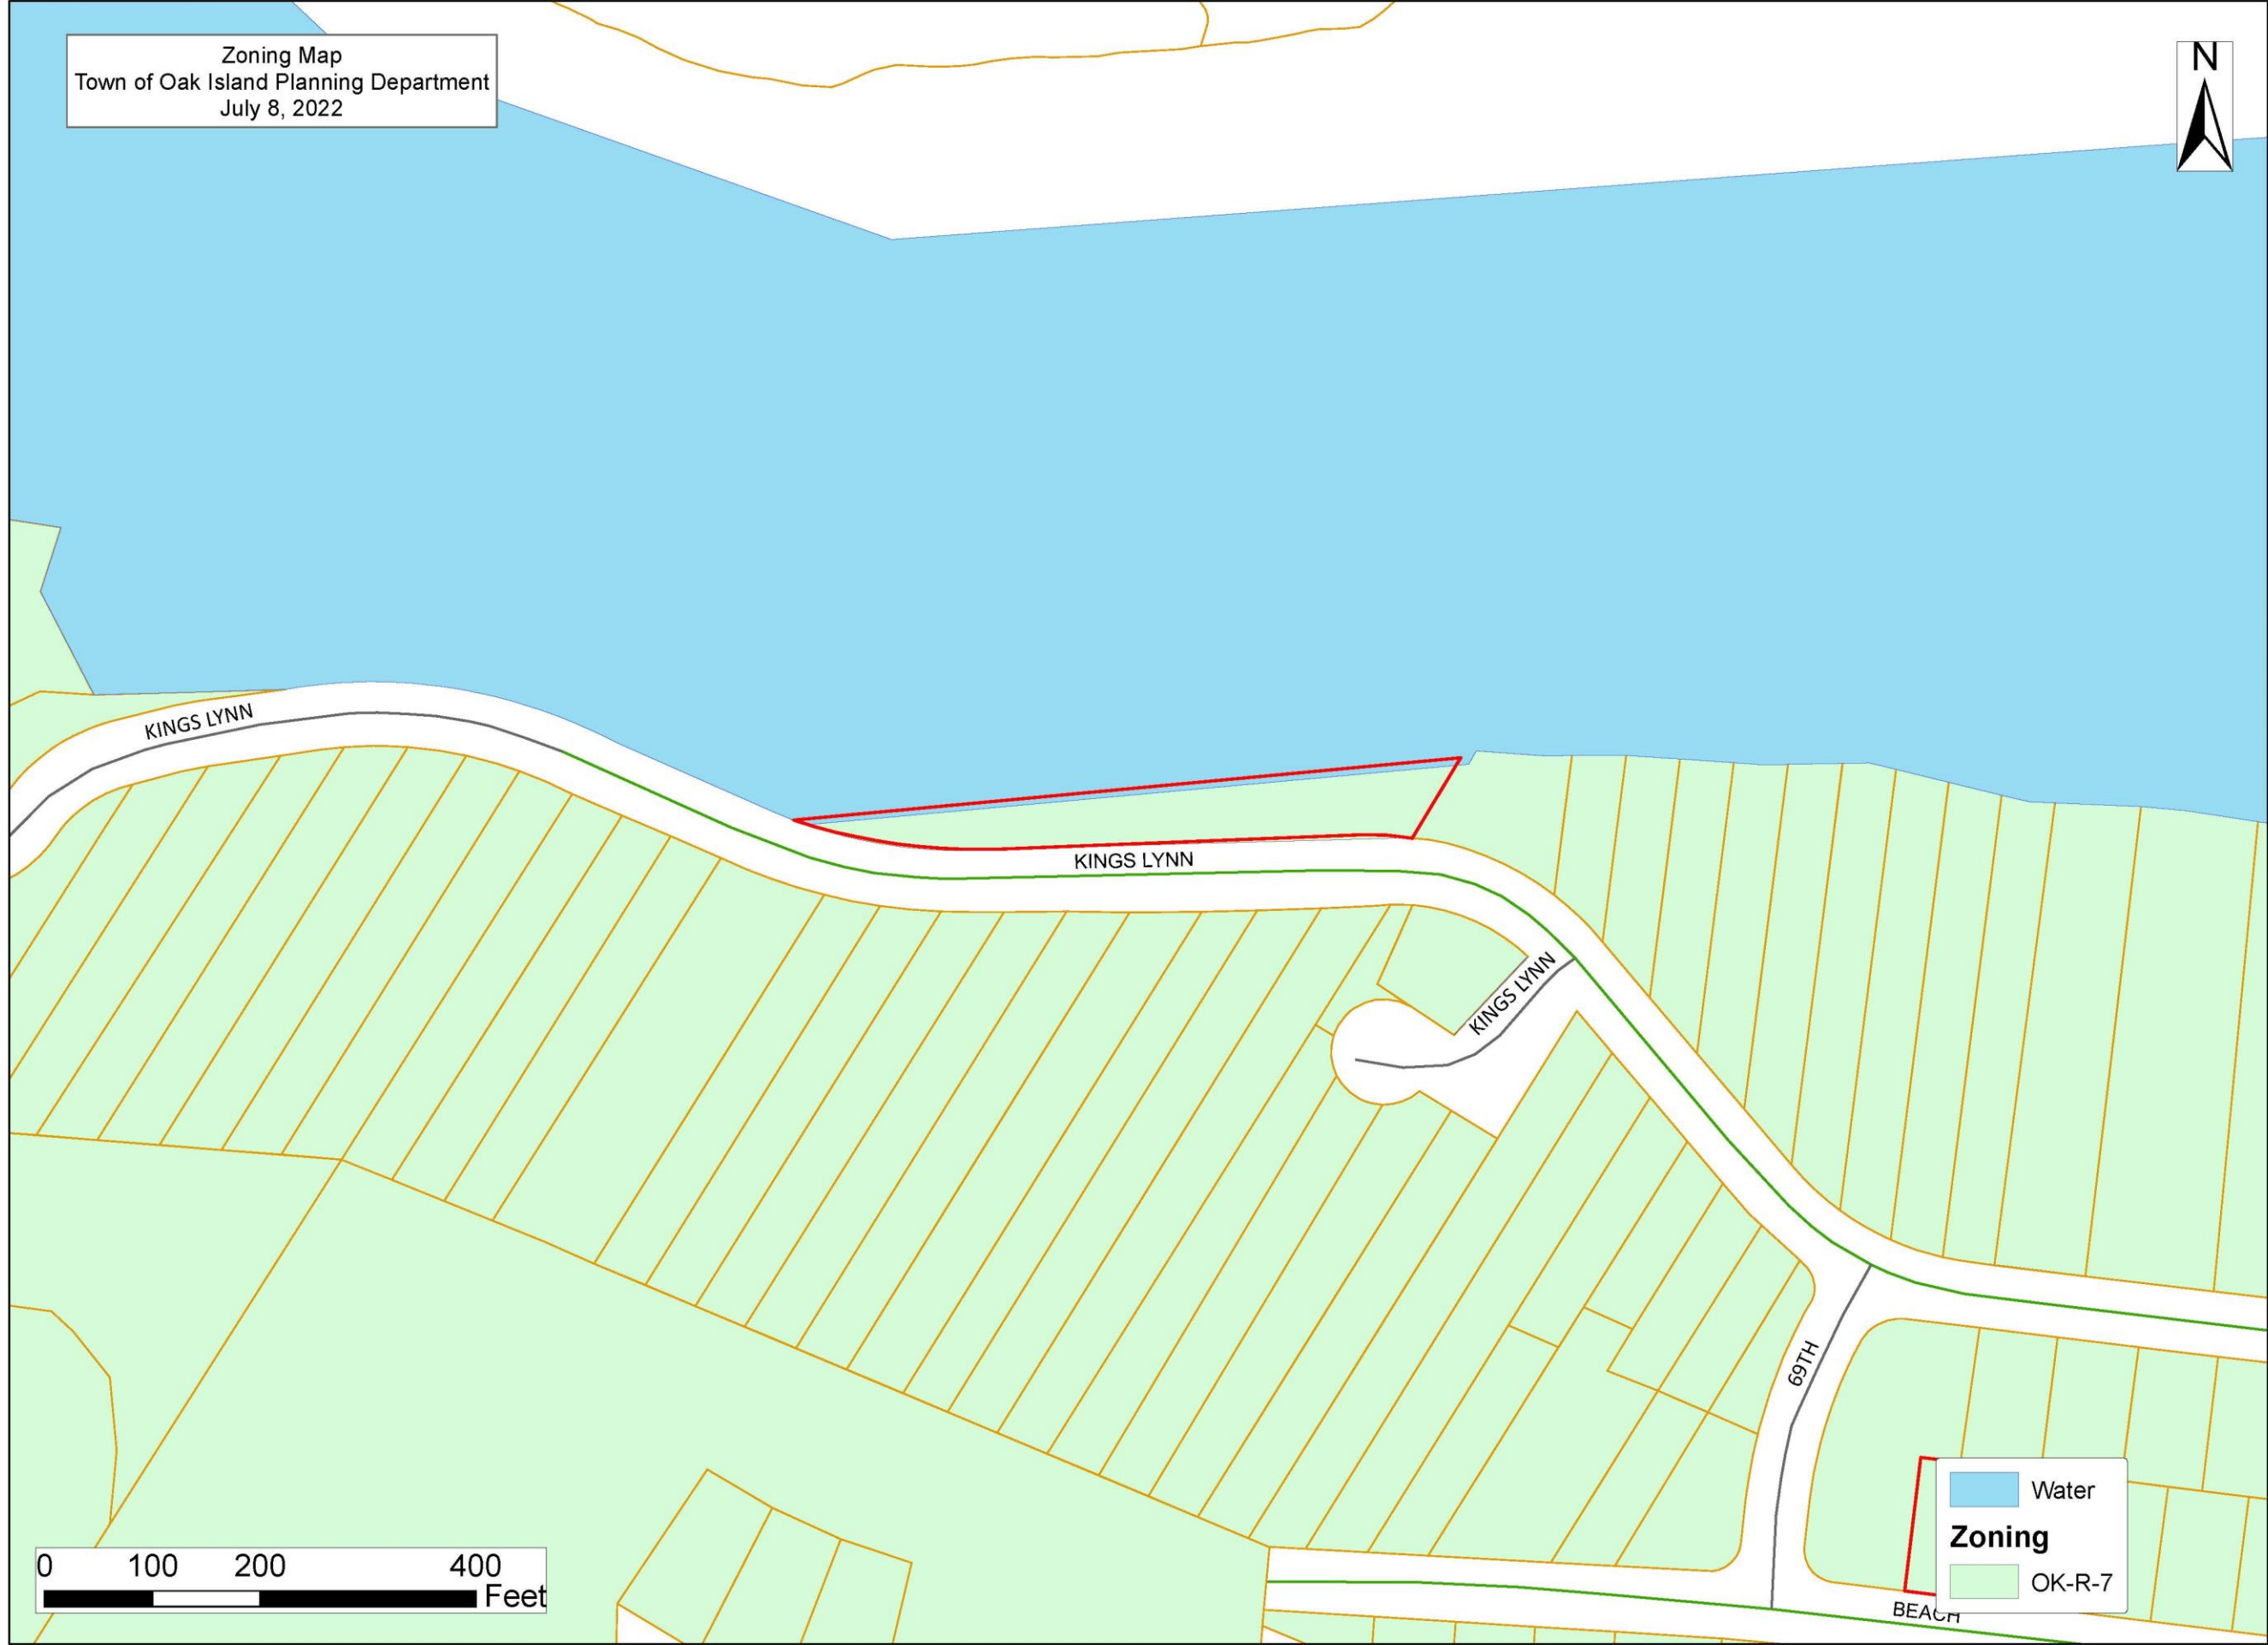 Zoning Map
Town of Oak Island Planning Department
July 8, 2022
N
KINGS LYNN
KINGS LYNN
KINGS LYNN
69TH
Water
Zoning
OK-R-7
BEACH
0 100 200 400
Feet